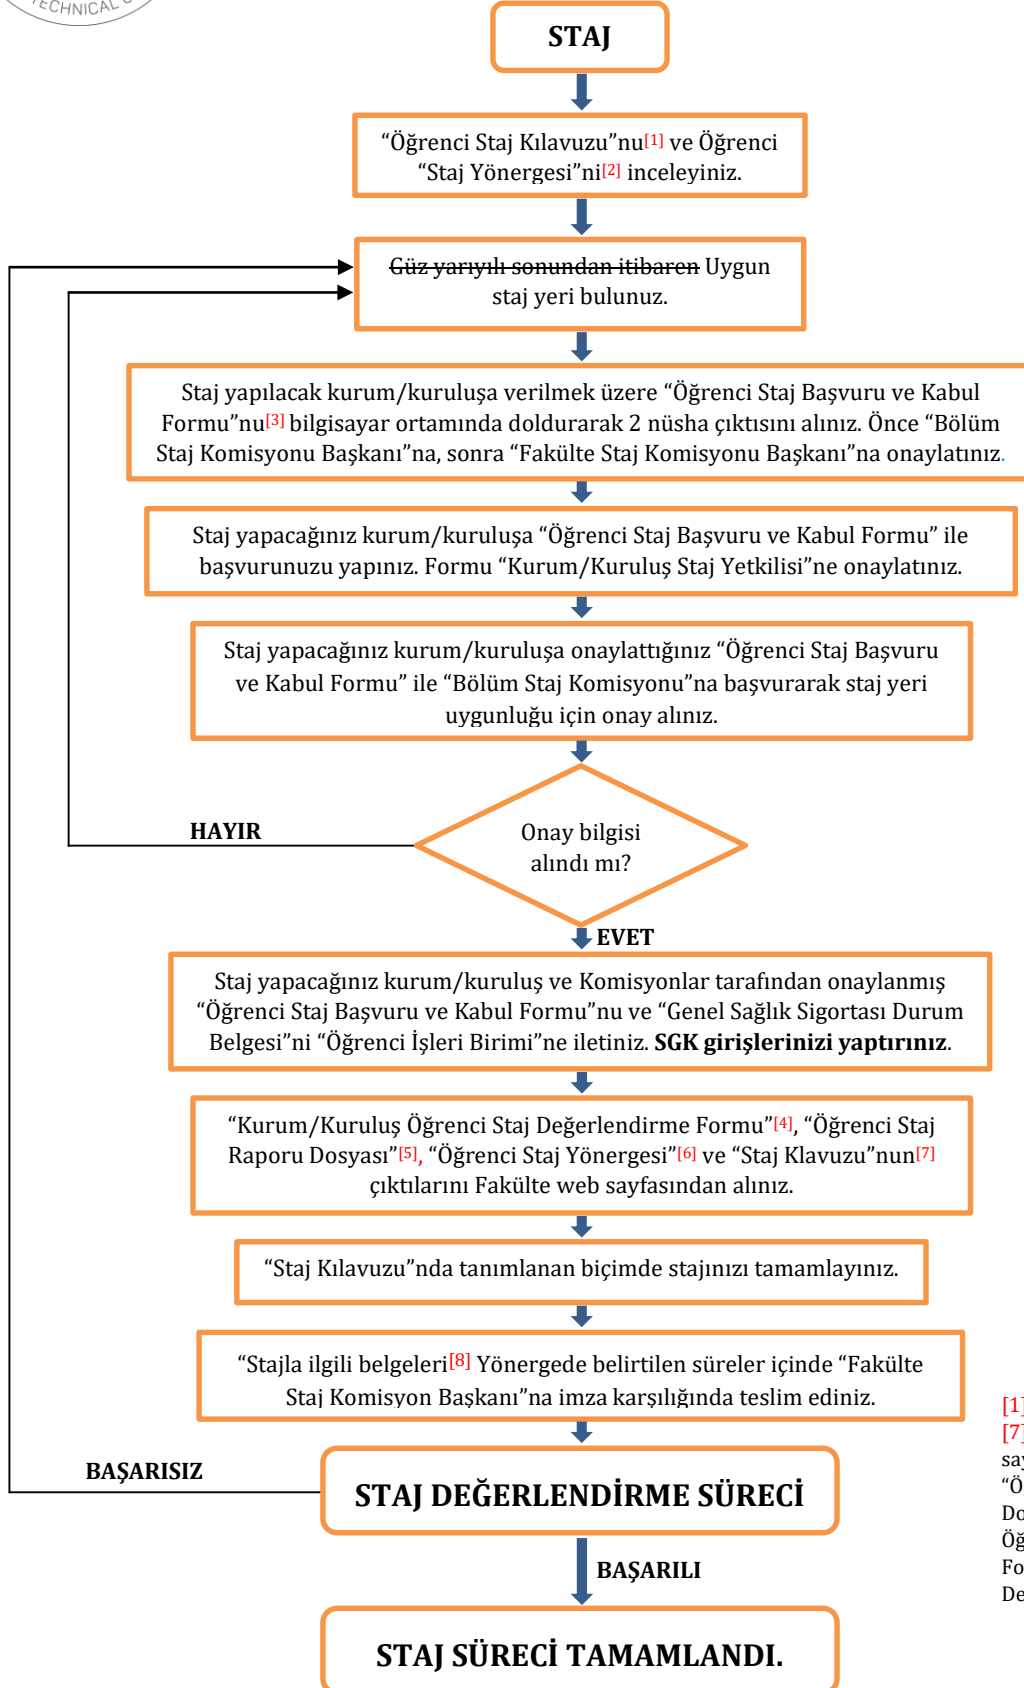 TECHNICAL
STAJ
“Öğrenci Staj Kılavuzu”nu[1] ve Öğrenci
“Staj Yönergesi”ni[2] inceleyiniz.
Güz yarıyılı sonundan itibaren Uygun
staj yeri bulunuz.
Staj yapılacak kurum/kuruluşa verilmek üzere “Öğrenci Staj Başvuru ve Kabul
Formu”nu[3] bilgisayar ortamında doldurarak 2 nüsha çıktısını alınız. Önce “Bölüm
Staj Komisyonu Başkanı”na, sonra “Fakülte Staj Komisyonu Başkanı”na onaylatınız.
Staj yapacağınız kurum/kuruluşa “Öğrenci Staj Başvuru ve Kabul Formu” ile
başvurunuzu yapınız. Formu “Kurum/Kuruluş Staj Yetkilisi”ne onaylatınız.
Staj yapacağınız kurum/kuruluşa onaylattığınız “Öğrenci Staj Başvuru
ve Kabul Formu” ile “Bölüm Staj Komisyonu”na başvurarak staj yeri
uygunluğu için onay alınız.
HAYIR
Onay bilgisi
alındı mı?
EVET
Staj yapacağınız kurum/kuruluş ve Komisyonlar tarafından onaylanmış
“Öğrenci Staj Başvuru ve Kabul Formu”nu ve “Genel Sağlık Sigortası Durum
Belgesi”ni “Öğrenci İşleri Birimi”ne iletiniz. SGK girişlerinizi yaptırınız.
“Kurum/Kuruluş Öğrenci Staj Değerlendirme Formu”[4], “Öğrenci Staj
Raporu Dosyası”[5], “Öğrenci Staj Yönergesi”[6] ve “Staj Klavuzu”nun[7]
çıktılarını Fakülte web sayfasından alınız.
“Staj Kılavuzu”nda tanımlanan biçimde stajınızı tamamlayınız.
“Stajla ilgili belgeleri[8] Yönergede belirtilen süreler içinde “Fakülte
Staj Komisyon Başkanı”na imza karşılığında teslim ediniz.
BAŞARISIZ
STAJ DEĞERLENDİRME SÜRECİ
BAŞARILI
STAJ SÜRECİ TAMAMLANDI.
[1]
[7]
say
“Ö
Do
Öğ
Fo
De